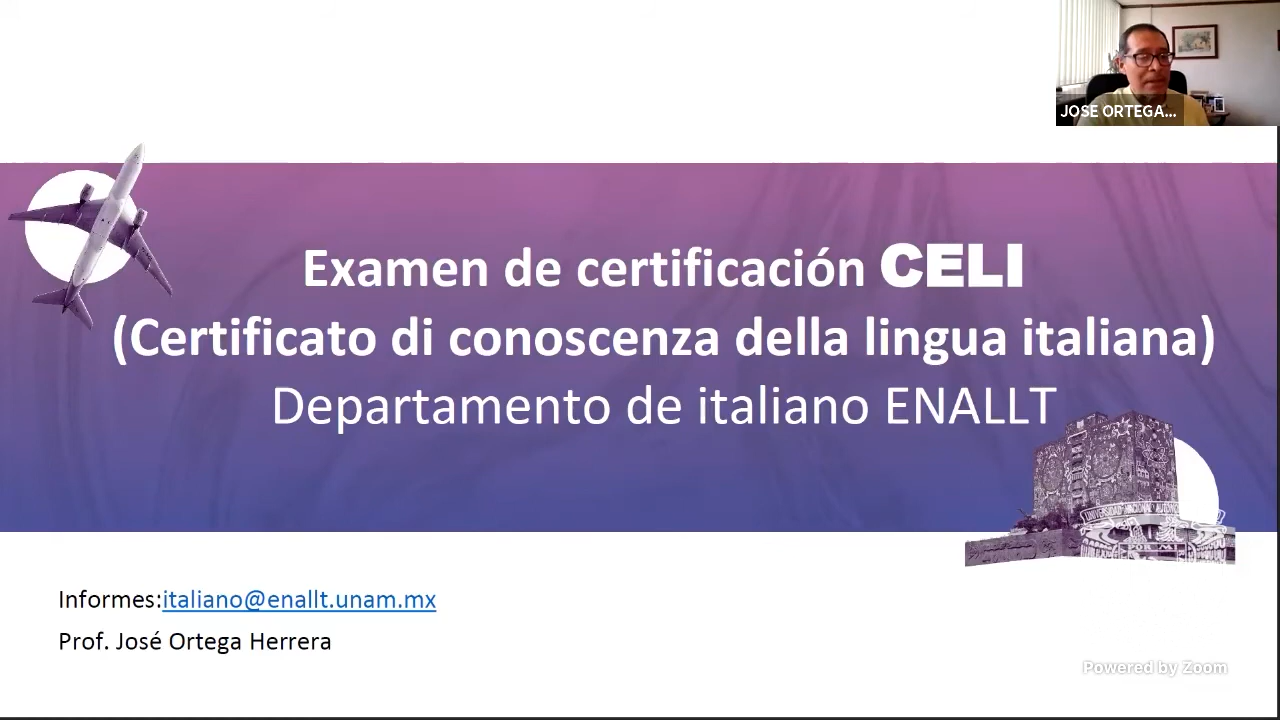 JOSE ORTEGA...
Examen de certificación CELI
(Certificato di conoscenza della lingua italiana)
Departamento de italiano ENALLT
Informes:italiano@enallt.unam.mx
Prof. José Ortega Herrera
Powered by Zoom